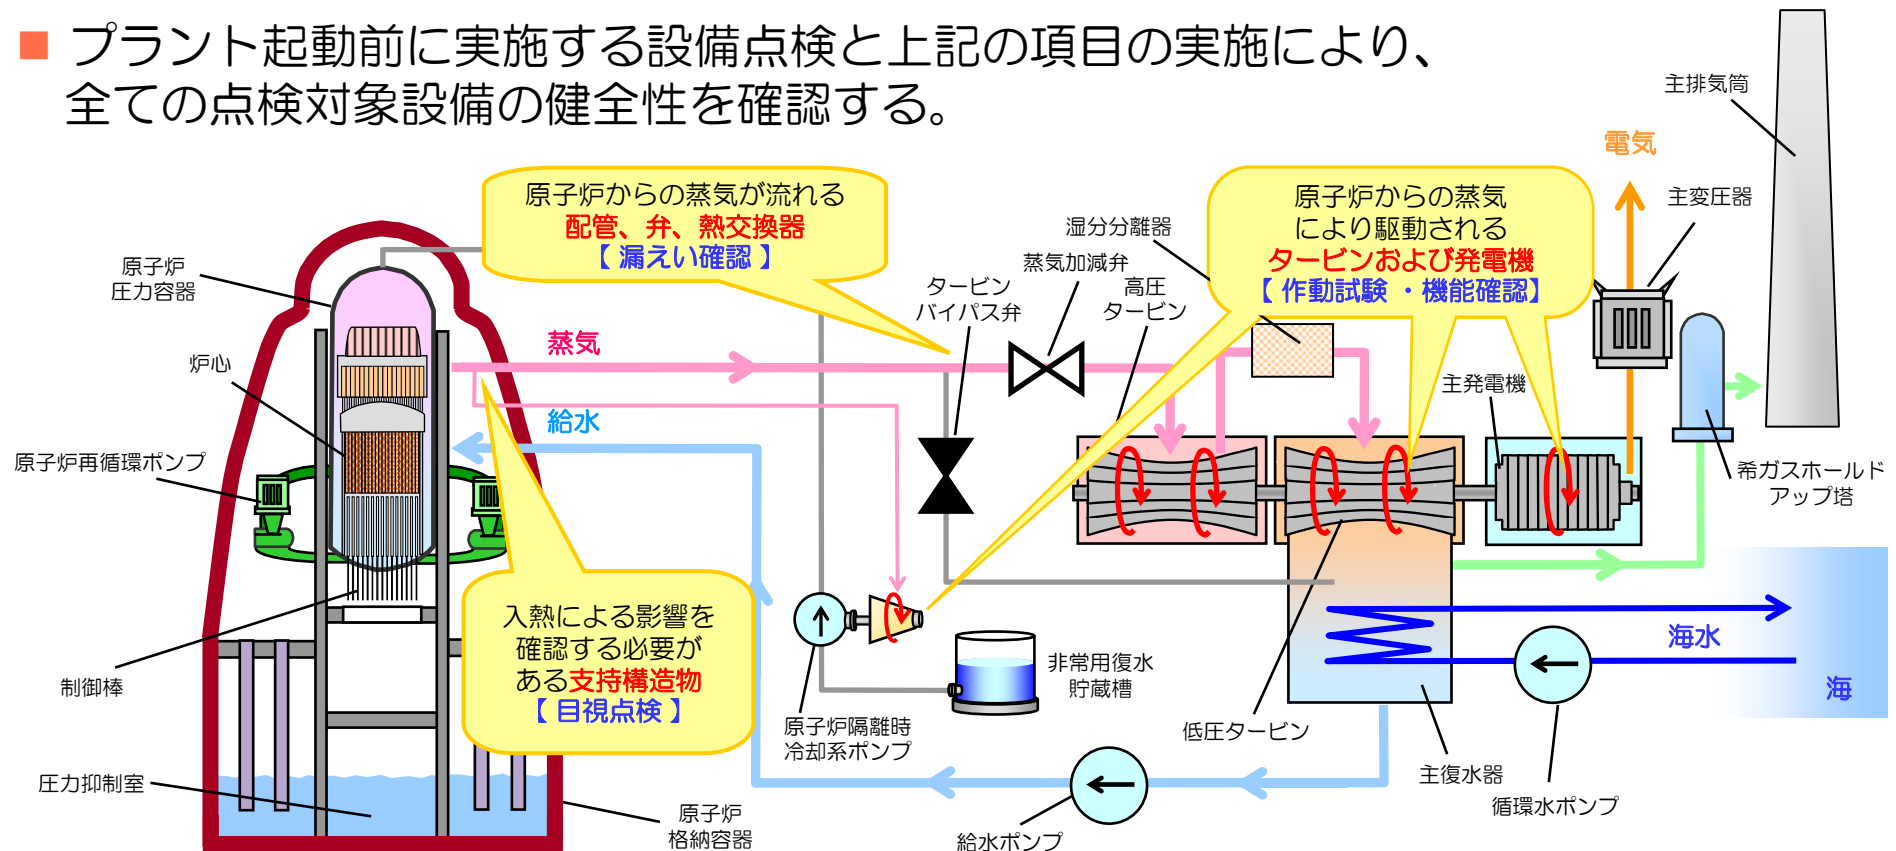 プラント起動前に実施する設備点検と上記の項目の実施により、
全ての点検対象設備の健全性を確認する。
主排気筒
電気
原子炉からの蒸気が流れる
配管、弁、熱交換器
【 漏えい確認 】
原子炉からの蒸気
により駆動される
タービンおよび発電機
【 作動試験 ・機能確認】
主変圧器
湿分分離器
蒸気加減弁
原子炉
圧力容器
タービン
バイパス弁
高圧
タービン
蒸気
炉心
主発電機
給水
原子炉再循環ポンプ
希ガスホールド
アップ塔
入熱による影響を
確認する必要が
ある支持構造物
【 目視点検 】
海水
非常用復水
貯蔵槽
制御棒
海
原子炉隔離時
冷却系ポンプ
低圧タービン
主復水器
圧力抑制室
循環水ポンプ
原子炉
格納容器
給水ポンプ